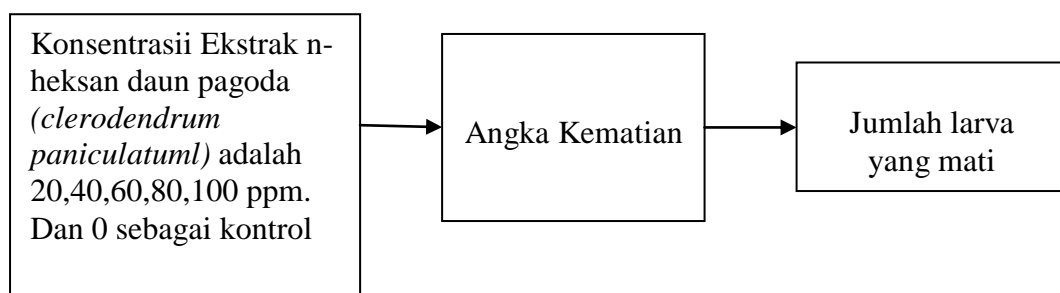 Konsentrasii Ekstrak n-
heksan daun pagoda
(clerodendrum
paniculatuml) adalah
20,40,60,80,100 ppm.
Dan 0 sebagai kontrol
Angka Kematian
Jumlah larva
yang mati